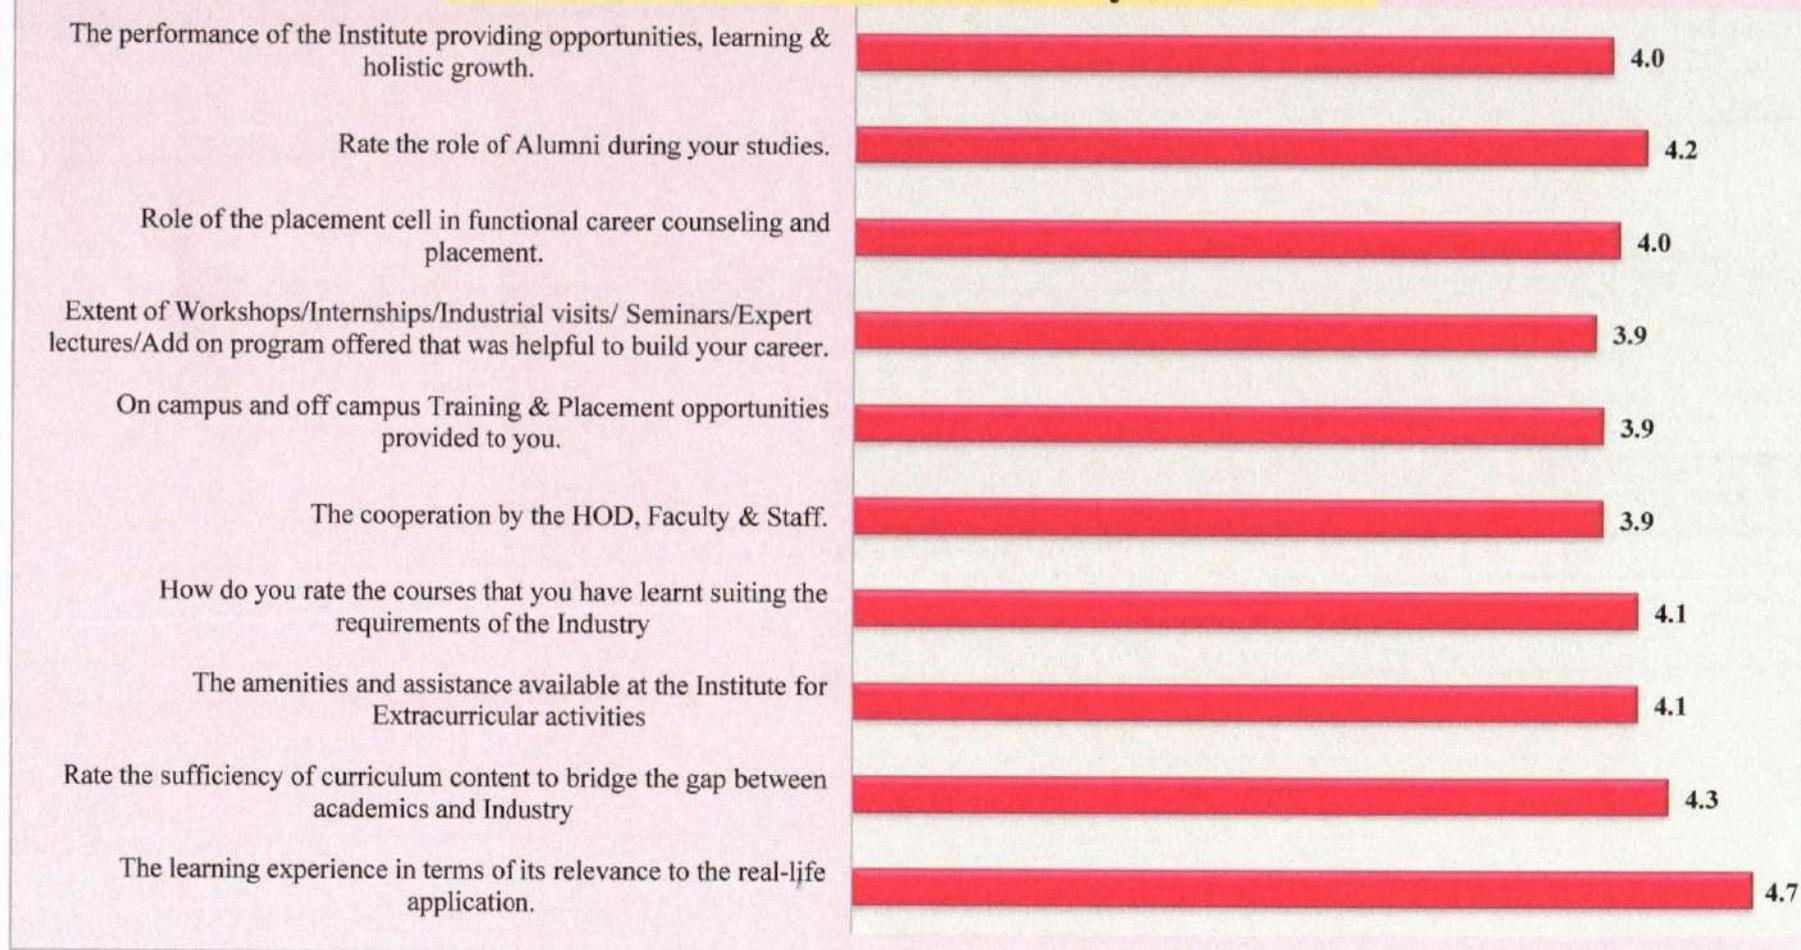 The performance of the Institute providing opportunities, learning &
holistic growth.
4.0
Rate the role of Alumni during your studies.
4.2
Role of the placement cell in functional career counseling and
placement.
4.0
Extent of Workshops/Internships/Industrial visits/ Seminars/Expert
lectures/Add on program offered that was helpful to build your career.
3.9
On campus and off campus Training & Placement opportunities
provided to you.
3.9
The cooperation by the HOD, Faculty & Staff.
3.9
How do you rate the courses that you have learnt suiting the
requirements of the Industry
4.1
The amenities and assistance available at the Institute for
Extracurricular activities
4.1
Rate the sufficiency of curriculum content to bridge the gap between
academics and Industry
4.3
The learning experience in terms of its relevance to the real-life
application.
4.7